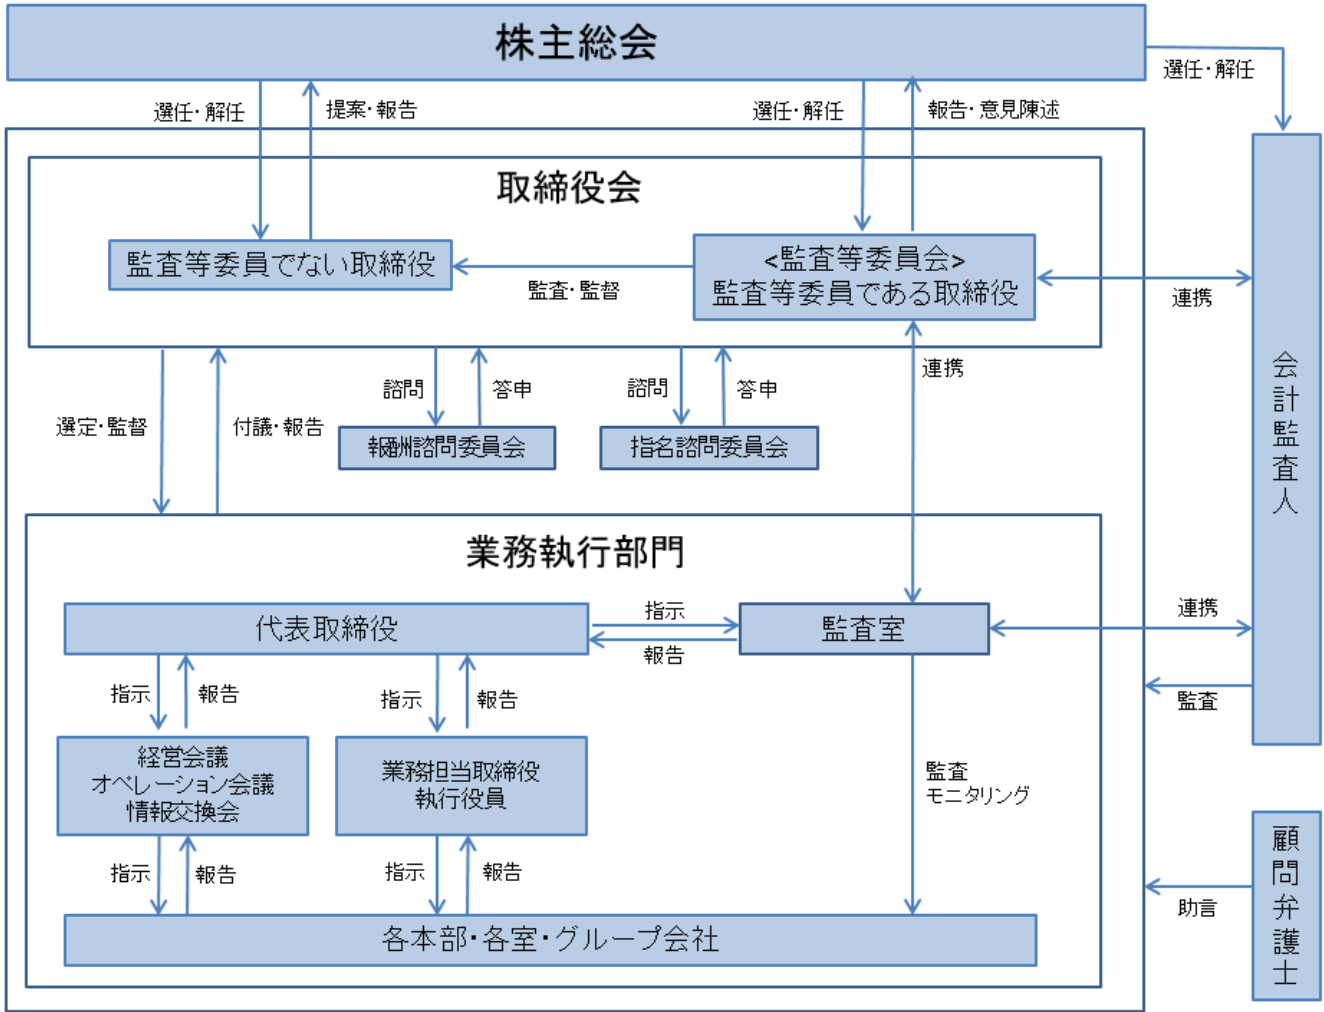 株主総会
選任・解任
選任・解任
提案・報告
選任・解任
報告・意見陳述
取締役会
監査等委員でない取締役
監査・監督
<監査等委員会>
監査等委員である取締役
連携
会計監査人
選定・監督
付議・報告
諮問
答申
諮問
答申
連携
報酬諮問委員会
指名諮問委員会
業務執行部門
代表取締役
指示
報告
監査室
連携
監査
指示
報告
指示
報告
経営会議
オペレーション会議
情報交換会
業務担当取締役
執行役員
監査
モニタリング
指示
報告
指示
報告
各本部・各室・グループ会社
助言
顧問弁護士